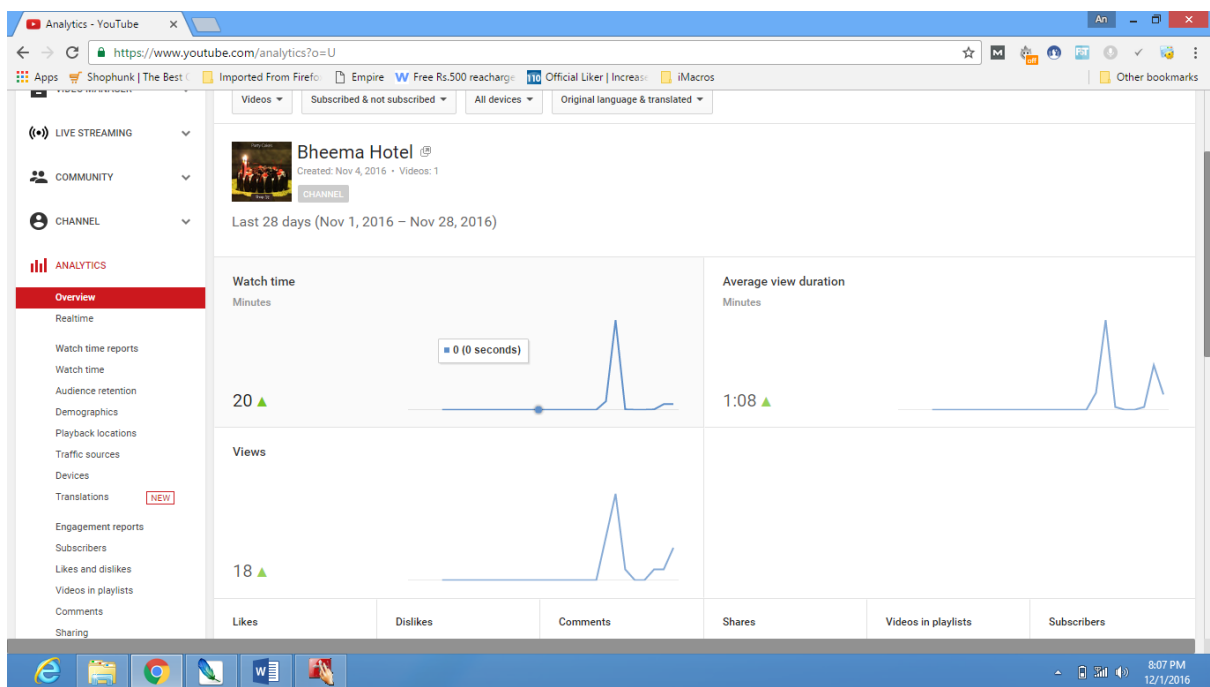 Analytics - YouTube
An
https://www.youtube.com/analytics?o=U
Apps Shophunk | The Best Imported From Firefo Empire W Free Rs.500 reacharge 110 Official Liker | Increase iMacros Other bookmarks
Videos Subscribed & not subscribed All devices Original language & translated
LIVE STREAMING
COMMUNITY
CHANNEL
ANALYTICS
Overview
Realtime
Watch time reports
Watch time
Audience retention
Demographics
Playback locations
Traffic sources
Devices
Translations NEW
Engagement reports
Subscribers
Likes and dislikes
Videos in playlists
Comments
Sharing
Bheema Hotel
Created: Nov 4, 2016 • Videos: 1
CHANNEL
Last 28 days (Nov 1, 2016 – Nov 28, 2016)
Watch time
Minutes
0 (0 seconds)
20
Average view duration
Minutes
1:08
Views
18
Likes Dislikes Comments Shares Videos in playlists Subscribers
8:07 PM
12/1/2016